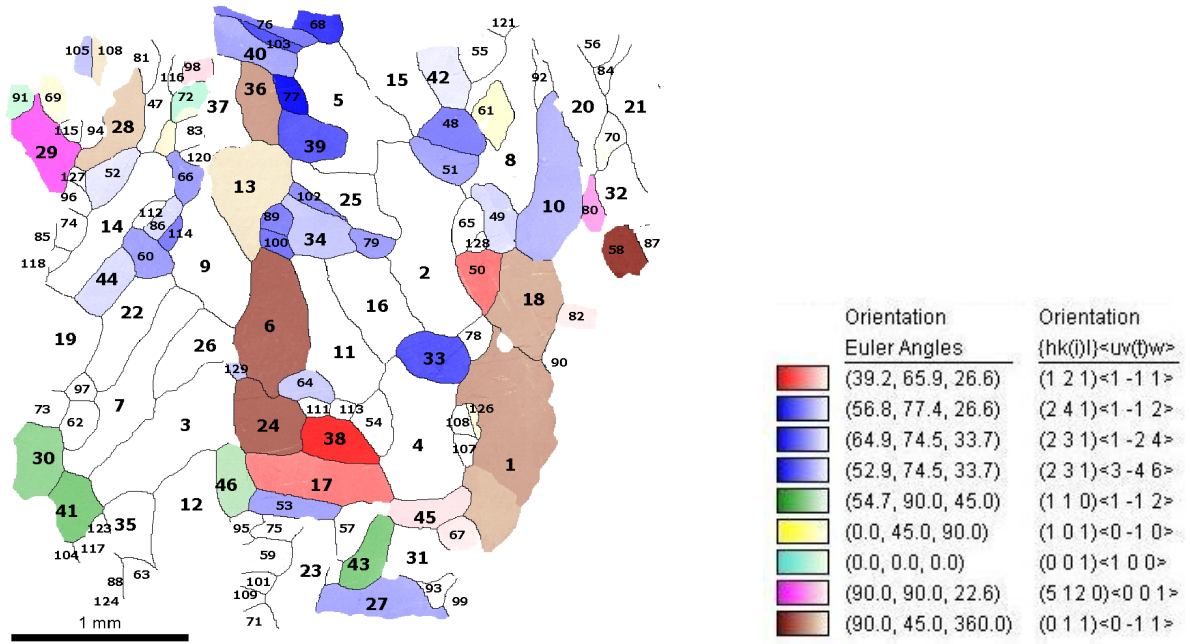 76 68 121
103 56
105 108 40 55
81 84
98 15 42 92
116
91 69 72 36 77 5 61 20 21
47 37
115 94 28 83 39 48 70
29 120 8
127 52 66 13 102 51 32
96 25
112 89 65 49 10 80
74 14 86 114
85 100 34 79 128 58 87
118 60 9 50
44 2
22 16 18
6 82
19 26 33 78
11 90
129
97 64
73 7 111 113 54 108 126
62 3 24 38 4 107
30 1
46 17
41 12 53 45
35 95 75 57 67
123
104 117 59 31
63 23 43
88 101 93
124 109 27 99
71
1 mm
Orientation Orientation
Euler Angles {hk(i)l}<uv(t)w>
(39.2, 65.9, 26.6) (1 2 1)<1 -1 1>
(56.8, 77.4, 26.6) (2 4 1)<1 -1 2>
(64.9, 74.5, 33.7) (2 3 1)<1 -2 4>
(52.9, 74.5, 33.7) (2 3 1)<3 -4 6>
(54.7, 90.0, 45.0) (1 1 0)<1 -1 2>
(0.0, 45.0, 90.0) (1 0 1)<0 -1 0>
(0.0, 0.0, 0.0) (0 0 1)<1 0 0>
(90.0, 90.0, 22.6) (5 12 0)<0 0 1>
(90.0, 45.0, 360.0) (0 1 1)<0 -1 1>